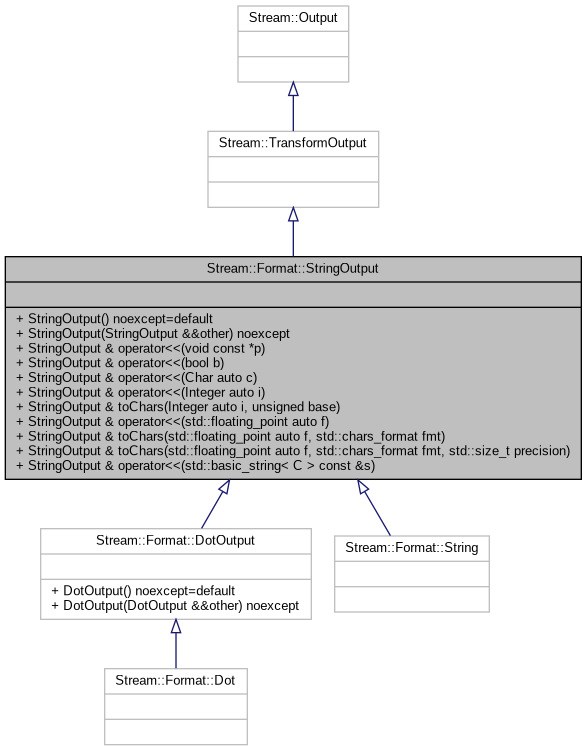 Stream::Output
Stream::TransformOutput
Stream::Format::StringOutput
+ StringOutput() noexcept=default
+ StringOutput(StringOutput &&other) noexcept
+ StringOutput & operator<<(void const *p)
+ StringOutput & operator<<(bool b)
+ StringOutput & operator<<(Char auto c)
+ StringOutput & operator<<(Integer auto i)
+ StringOutput & toChars(Integer auto i, unsigned base)
+ StringOutput & operator<<(std::floating_point auto f)
+ StringOutput & toChars(std::floating_point auto f, std::chars_format fmt)
+ StringOutput & toChars(std::floating_point auto f, std::chars_format fmt, std::size_t precision)
+ StringOutput & operator<<(std::basic_string< C > const &s)
Stream::Format::DotOutput
+ DotOutput() noexcept=default
+ DotOutput(DotOutput &&other) noexcept
Stream::Format::String
Stream::Format::Dot